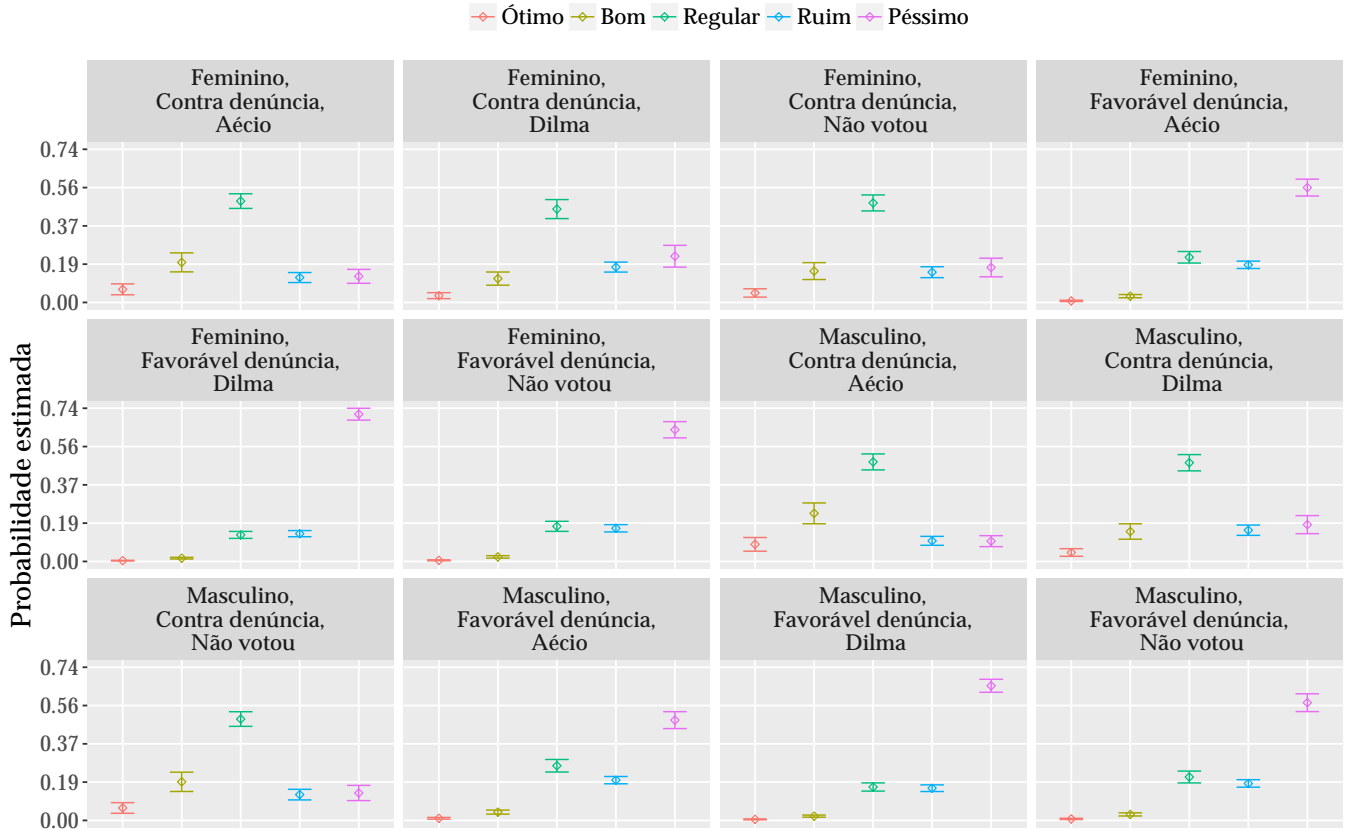 Ótimo Bom Regular Ruim Péssimo
Probabilidade estimada
Feminino,
Contra denúncia,
Aécio
Feminino,
Contra denúncia,
Dilma
Feminino,
Contra denúncia,
Não votou
Feminino,
Favorável denúncia,
Aécio
0.74
0.56
0.37
0.19
0.00
Feminino,
Favorável denúncia,
Dilma
Feminino,
Favorável denúncia,
Não votou
Masculino,
Contra denúncia,
Aécio
Masculino,
Contra denúncia,
Dilma
0.74
0.56
0.37
0.19
0.00
Masculino,
Contra denúncia,
Não votou
Masculino,
Favorável denúncia,
Aécio
Masculino,
Favorável denúncia,
Dilma
Masculino,
Favorável denúncia,
Não votou
0.74
0.56
0.37
0.19
0.00